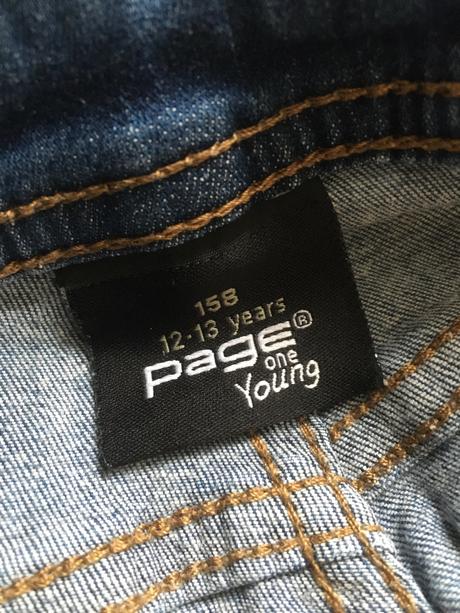 158
12-13 years
page®
one
Young